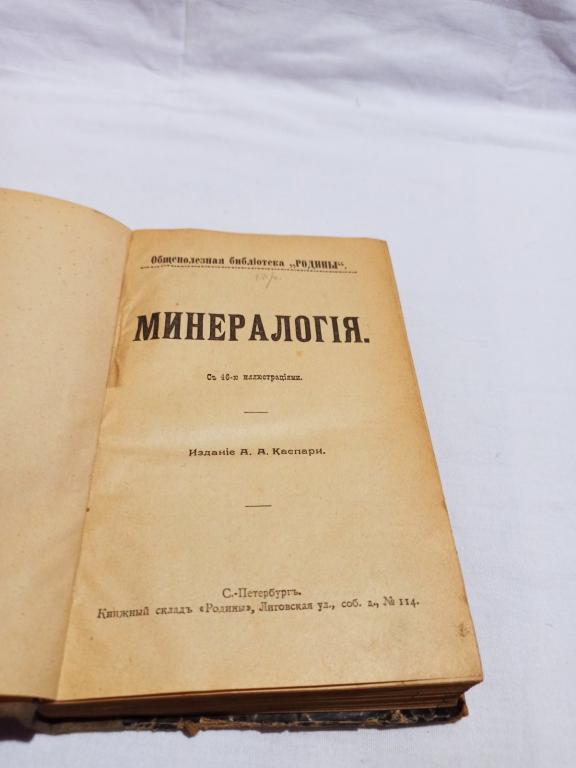 Общеполезная библіотека „РОДИНЫ“.
МИНЕРАЛОГІЯ.
Съ 46-ю иллюстраціями.
Изданіе А. А. Каспари.
С.-Петербургъ.
Книжный складъ «Родины», Лиговская ул., соб. д., № 114.